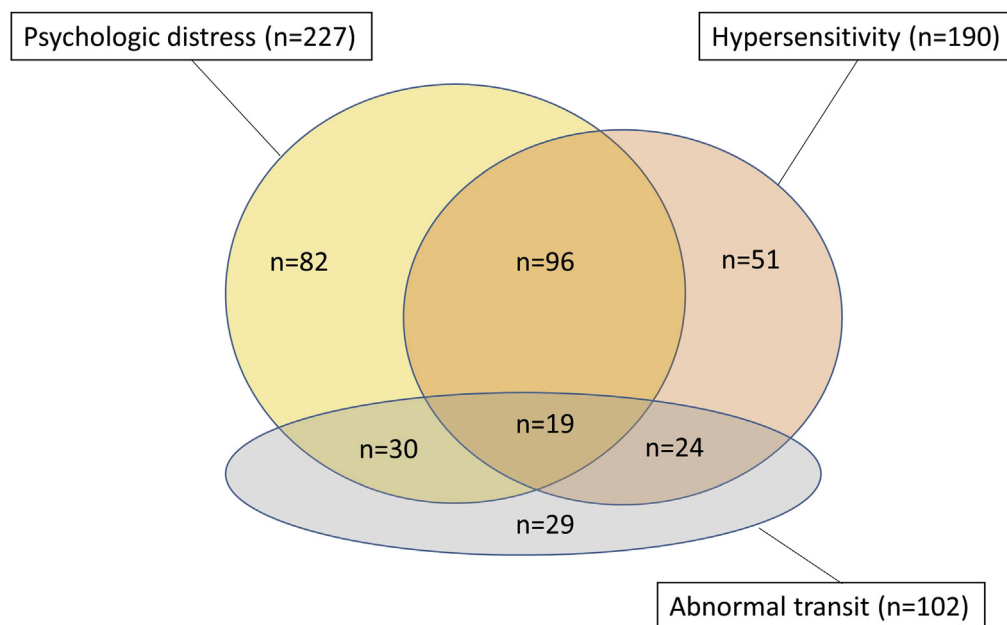 Psychologic distress (n=227)
Hypersensitivity (n=190)
n=82
n=96
n=51
n=19
n=30
n=24
n=29
Abnormal transit (n=102)